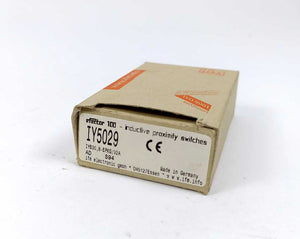 efector 100 - inductive proximity switches
IY5029
CE
AD 594
Made in Germany
ifm electronic gmbh * D4512/Essen * www.ifm.info